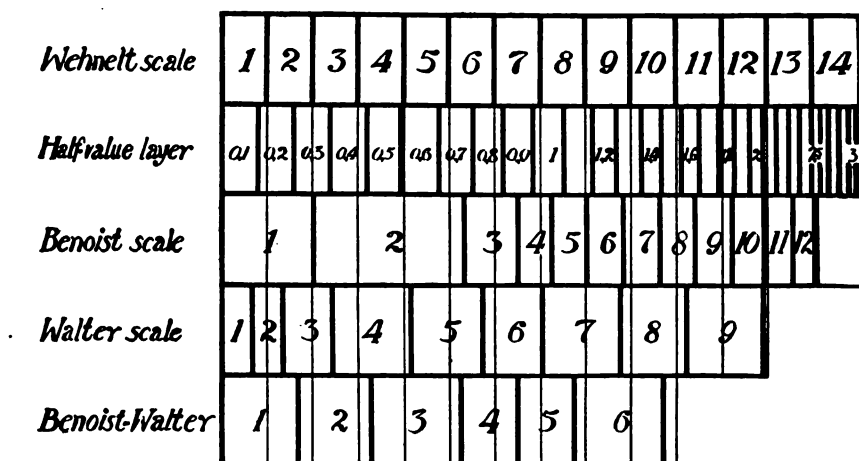 Wehnelt scale 1 2 3 4 5 6 7 8 9 10 11 12 13 14
Halfvalue layer 0,1 0,2 0,3 0,4 0,5 0,6 0,7 0,8 0,9 1 1,2 1,4 1,6 2 2,5 3
Benoist scale 1 2 3 4 5 6 7 8 9 10 11 12
Walter scale 1 2 3 4 5 6 7 8 9
Benoist-Walter 1 2 3 4 5 6